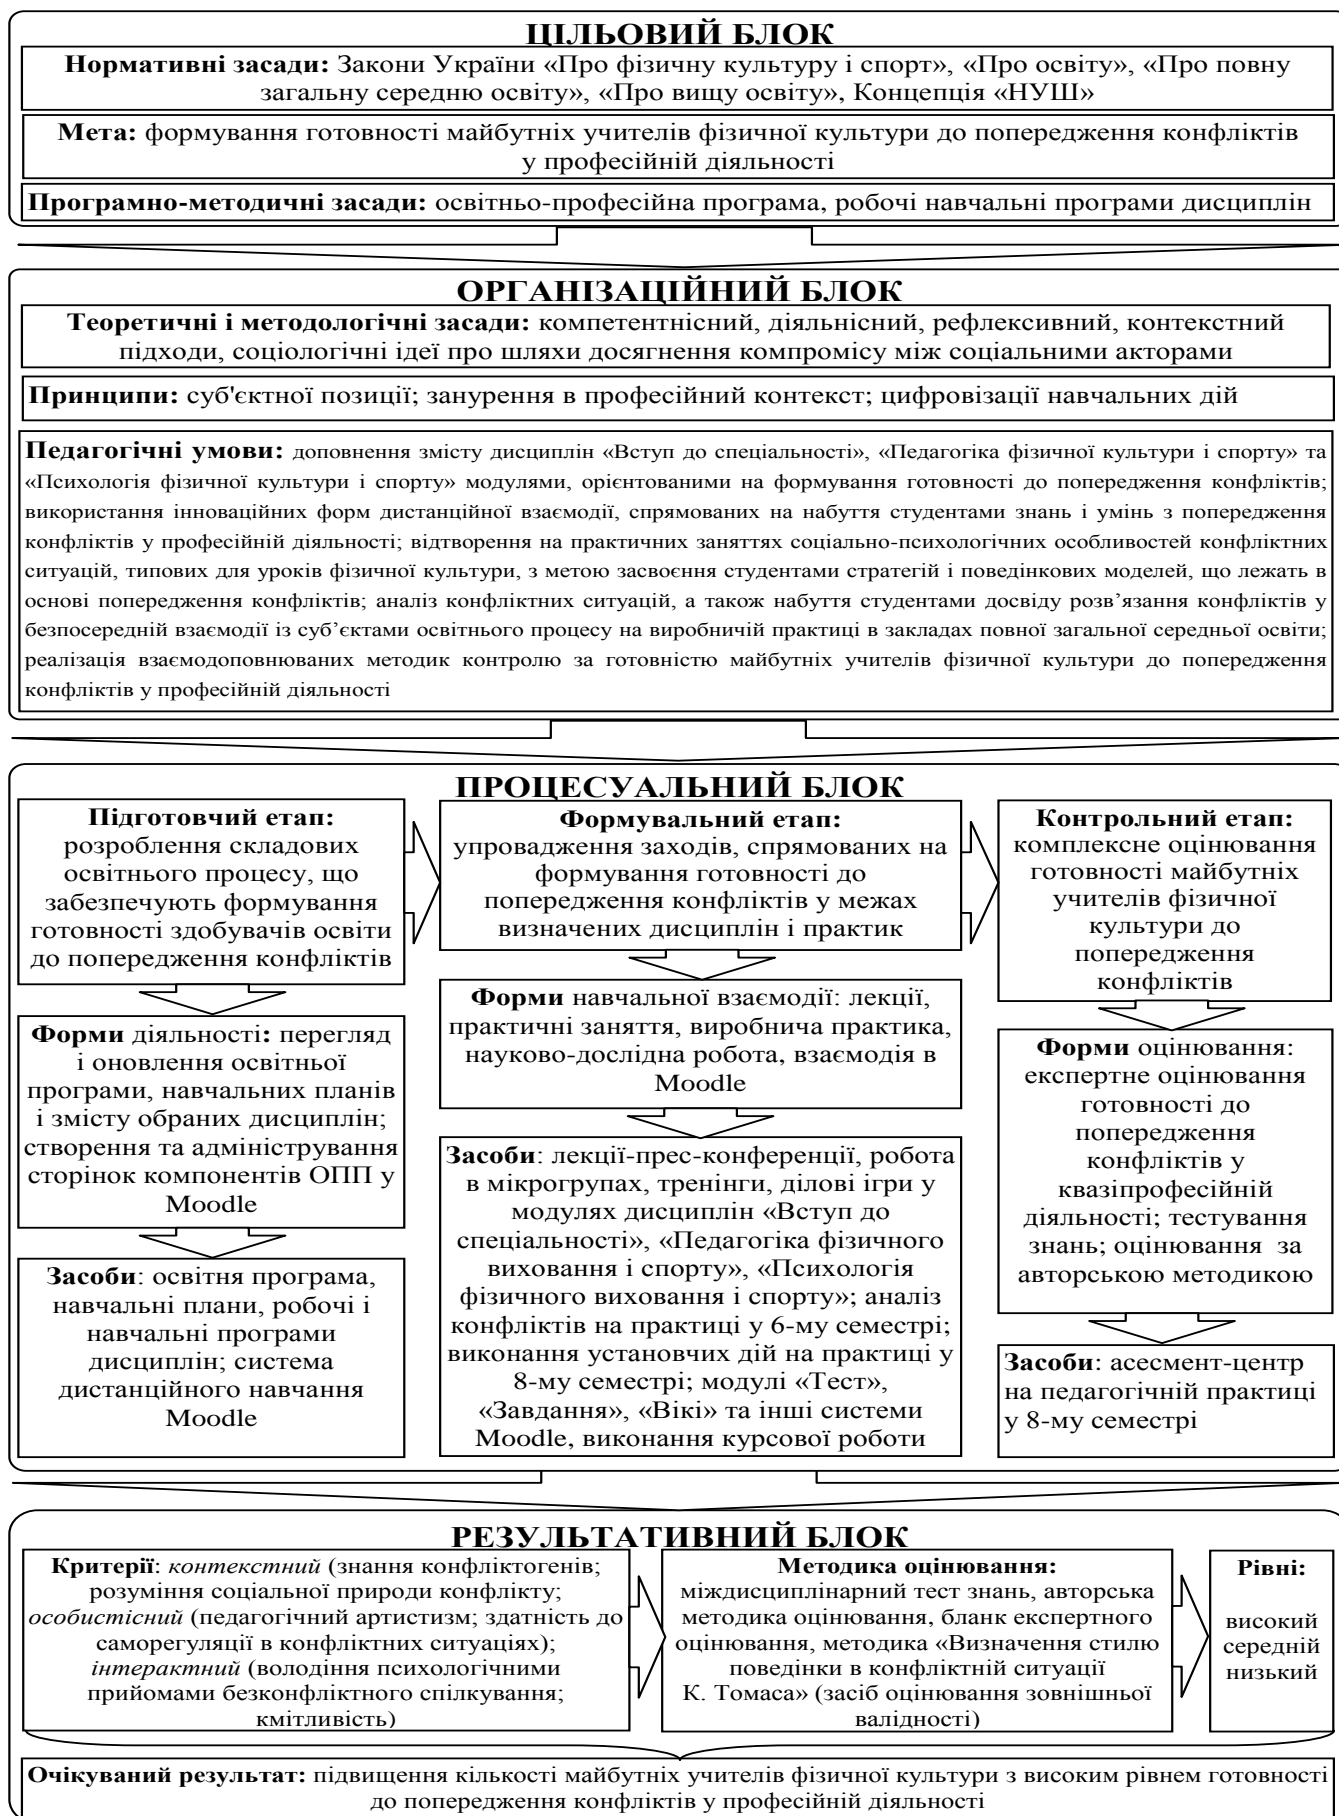 ЦІЛЬОВИЙ БЛОК
Нормативні засади: Закони України «Про фізичну культуру і спорт», «Про освіту», «Про повну
загальну середню освіту», «Про вищу освіту», Концепція «НУШ»
Мета: формування готовності майбутніх учителів фізичної культури до попередження конфліктів
у професійній діяльності
Програмно-методичні засади: освітньо-професійна програма, робочі навчальні програми дисциплін
ОРГАНІЗАЦІЙНИЙ БЛОК
Теоретичні і методологічні засади: компетентнісний, діяльнісний, рефлексивний, контекстний
підходи, соціологічні ідеї про шляхи досягнення компромісу між соціальними акторами
Принципи: суб'єктної позиції; занурення в професійний контекст; цифровізації навчальних дій
Педагогічні умови: доповнення змісту дисциплін «Вступ до спеціальності», «Педагогіка фізичної культури і спорту» та
«Психологія фізичної культури і спорту» модулями, орієнтованими на формування готовності до попередження конфліктів;
використання інноваційних форм дистанційної взаємодії, спрямованих на набуття студентами знань і умінь з попередження
конфліктів у професійній діяльності; відтворення на практичних заняттях соціально-психологічних особливостей конфліктних
ситуацій, типових для уроків фізичної культури, з метою засвоєння студентами стратегій і поведінкових моделей, що лежать в
основі попередження конфліктів; аналіз конфліктних ситуацій, а також набуття студентами досвіду розв’язання конфліктів у
безпосередній взаємодії із суб’єктами освітнього процесу на виробничій практиці в закладах повної загальної середньої освіти;
реалізація взаємодоповнюваних методик контролю за готовністю майбутніх учителів фізичної культури до попередження
конфліктів у професійній діяльності
ПРОЦЕСУАЛЬНИЙ БЛОК
Підготовчий етап:
розроблення складових
освітнього процесу, що
забезпечують формування
готовності здобувачів освіти
до попередження конфліктів
Форми діяльності: перегляд
і оновлення освітньої
програми, навчальних планів
і змісту обраних дисциплін;
створення та адміністрування
сторінок компонентів ОПП у
Moodle
Засоби: освітня програма,
навчальні плани, робочі і
навчальні програми
дисциплін; система
дистанційного навчання
Moodle
Формувальний етап:
упровадження заходів, спрямованих на
формування готовності до
попередження конфліктів у межах
визначених дисциплін і практик
Форми навчальної взаємодії: лекції,
практичні заняття, виробнича практика,
науково-дослідна робота, взаємодія в
Moodle
Засоби: лекції-прес-конференції, робота
в мікрогрупах, тренінги, ділові ігри у
модулях дисциплін «Вступ до
спеціальності», «Педагогіка фізичного
виховання і спорту», «Психологія
фізичного виховання і спорту»; аналіз
конфліктів на практиці у 6-му семестрі;
виконання установчих дій на практиці у
8-му семестрі; модулі «Тест»,
«Завдання», «Вікі» та інші системи
Moodle, виконання курсової роботи
Контрольний етап:
комплексне оцінювання
готовності майбутніх
учителів фізичної
культури до
попередження
конфліктів
Форми оцінювання:
експертне оцінювання
готовності до
попередження
конфліктів у
квазіпрофесійній
діяльності; тестування
знань; оцінювання за
авторською методикою
Засоби: асесмент-центр
на педагогічній практиці
у 8-му семестрі
РЕЗУЛЬТАТИВНИЙ БЛОК
Критерії: контекстний (знання конфліктогенів;
розуміння соціальної природи конфлікту;
особистісний (педагогічний артистизм; здатність до
саморегуляції в конфліктних ситуаціях);
інтерактний (володіння психологічними
прийомами безконфліктного спілкування;
кмітливість)
Методика оцінювання:
міждисциплінарний тест знань, авторська
методика оцінювання, бланк експертного
оцінювання, методика «Визначення стилю
поведінки в конфліктній ситуації
К. Томаса» (засіб оцінювання зовнішньої
валідності)
Рівні:
високий
середній
низький
Очікуваний результат: підвищення кількості майбутніх учителів фізичної культури з високим рівнем готовності
до попередження конфліктів у професійній діяльності